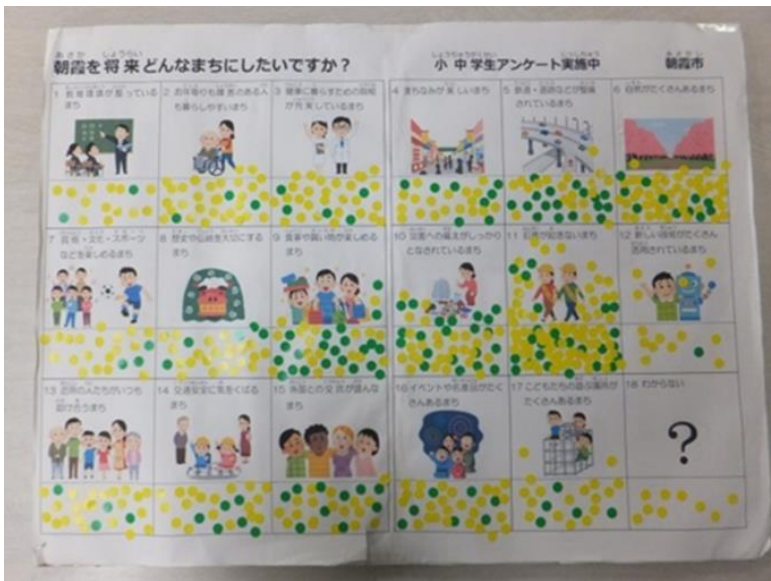 あさか しょうらい
朝霞を将来どんなまちにしたいですか?
小中学生アンケート実施中
朝霞市
1 教育環境が整っている
まち
2 お年寄りも障害のある人
も暮らしやすいまち
3 健康に暮らすための施設
が充実しているまち
4 まちなみが美しいまち
5 鉄道・道路などが整備
されているまち
6 自然がたくさんあるまち
7 芸術・文化・スポーツ
などを楽しめるまち
8 歴史や伝統を大切にする
まち
9 食事や買い物が楽しめる
まち
10 災害への備えがしっかり
となされているまち
11 犯罪が起きないまち
12 新しい技術がたくさん
活用されているまち
13 近所の人たちがいつも
助け合うまち
14 交通安全に気をくばる
まち
15 外国との交流が盛んな
まち
16 イベントや名産品がたく
さんあるまち
17 こどもたちの遊ぶ場所が
たくさんあるまち
18 わからない
?